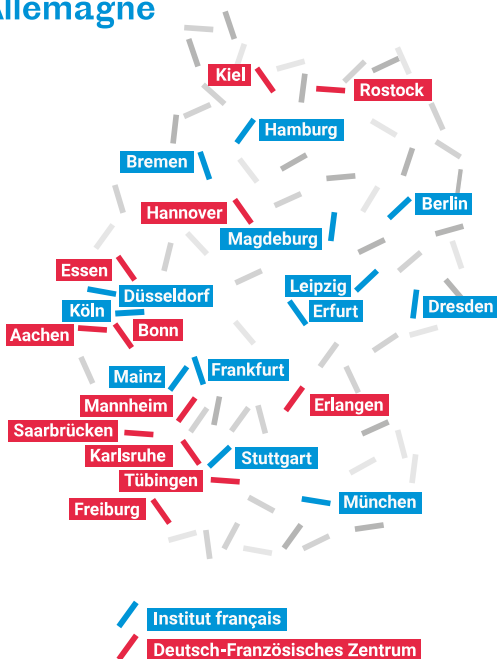 Allemagne
Kiel
Rostock
Hamburg
Bremen
Berlin
Hannover
Magdeburg
Essen
Leipzig
Düsseldorf
Köln
Erfurt
Dresden
Aachen
Bonn
Mainz
Frankfurt
Mannheim
Erlangen
Saarbrücken
Karlsruhe
Stuttgart
Tübingen
München
Freiburg
Institut français
Deutsch-Französisches Zentrum